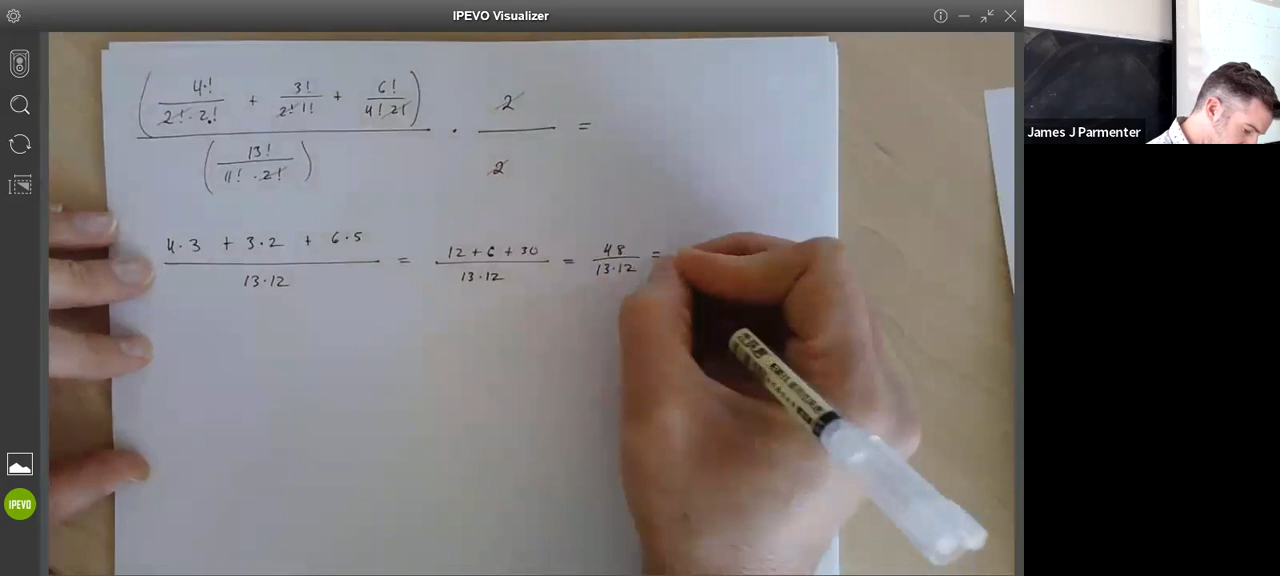 IPEVO Visualizer
James J Parmenter
( 4! / 2!·2! + 3! / 2!·1! + 6! / 4!·2! ) / ( 13! / 11!·2! ) · 2 / 2 =
4·3 + 3·2 + 6·5 / 13·12 = 12 + 6 + 30 / 13·12 = 48 / 13·12 =
IPEVO